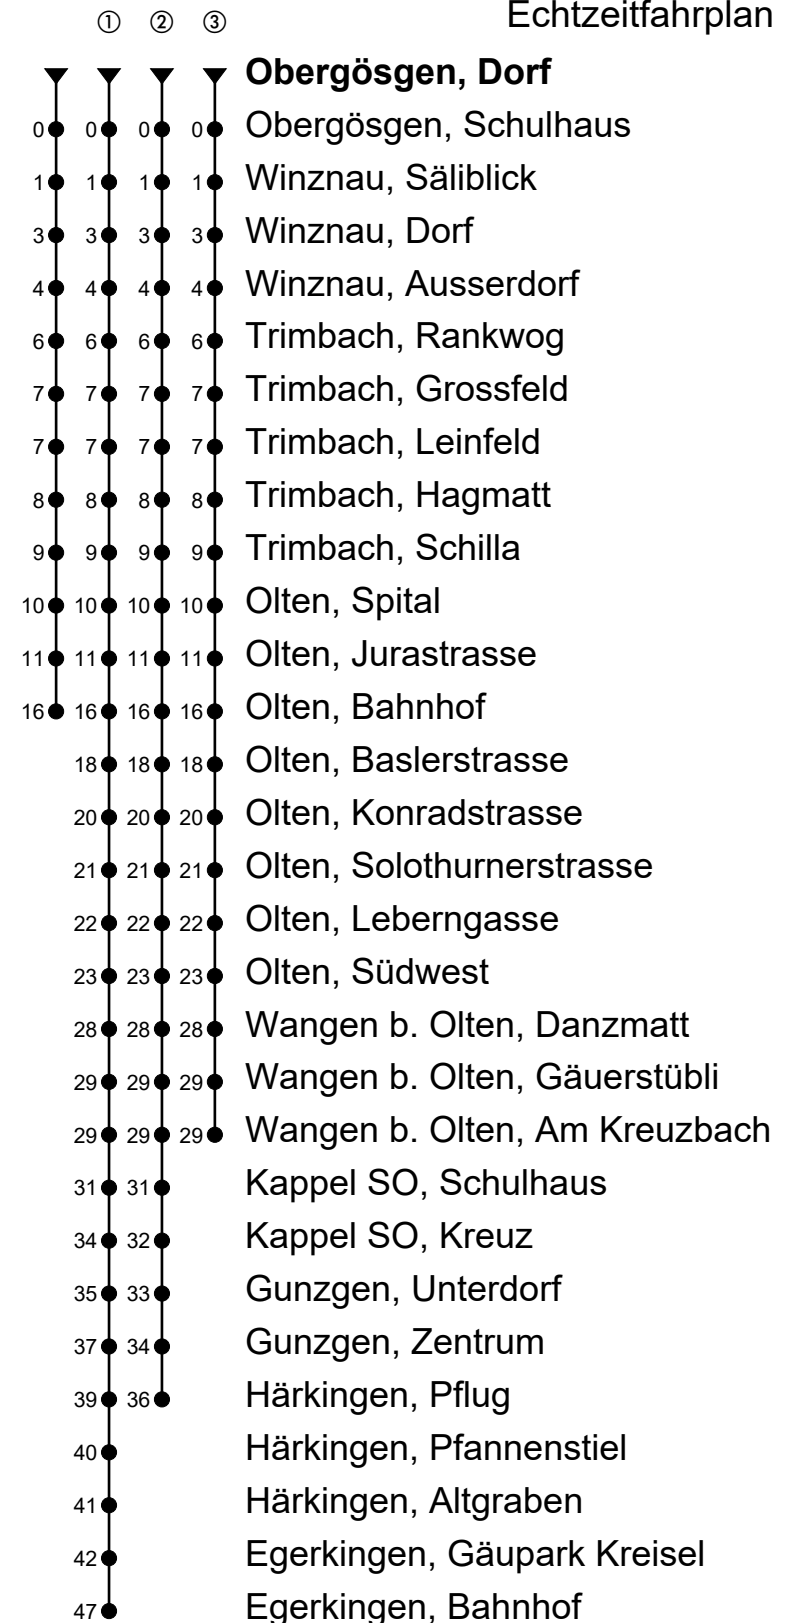 ① ② ③ Echtzeitfahrplan
Obergösgen, Dorf
0 0 0 0 Obergösgen, Schulhaus
1 1 1 1 Winznau, Säliblick
3 3 3 3 Winznau, Dorf
4 4 4 4 Winznau, Ausserdorf
6 6 6 6 Trimbach, Rankwog
7 7 7 7 Trimbach, Grossfeld
7 7 7 7 Trimbach, Leinfeld
8 8 8 8 Trimbach, Hagmatt
9 9 9 9 Trimbach, Schilla
10 10 10 10 Olten, Spital
11 11 11 11 Olten, Jurastrasse
16 16 16 16 Olten, Bahnhof
18 18 18 Olten, Baslerstrasse
20 20 20 Olten, Konradstrasse
21 21 21 Olten, Solothurnerstrasse
22 22 22 Olten, Leberngasse
23 23 23 Olten, Südwest
28 28 28 Wangen b. Olten, Danzmatt
29 29 29 Wangen b. Olten, Gäuerstübli
29 29 29 Wangen b. Olten, Am Kreuzbach
31 31 Kappel SO, Schulhaus
34 32 Kappel SO, Kreuz
35 33 Gunzgen, Unterdorf
37 34 Gunzgen, Zentrum
39 36 Härkingen, Pflug
40 Härkingen, Pfannenstiel
41 Härkingen, Altgraben
42 Egerkingen, Gäupark Kreisel
47 Egerkingen, Bahnhof